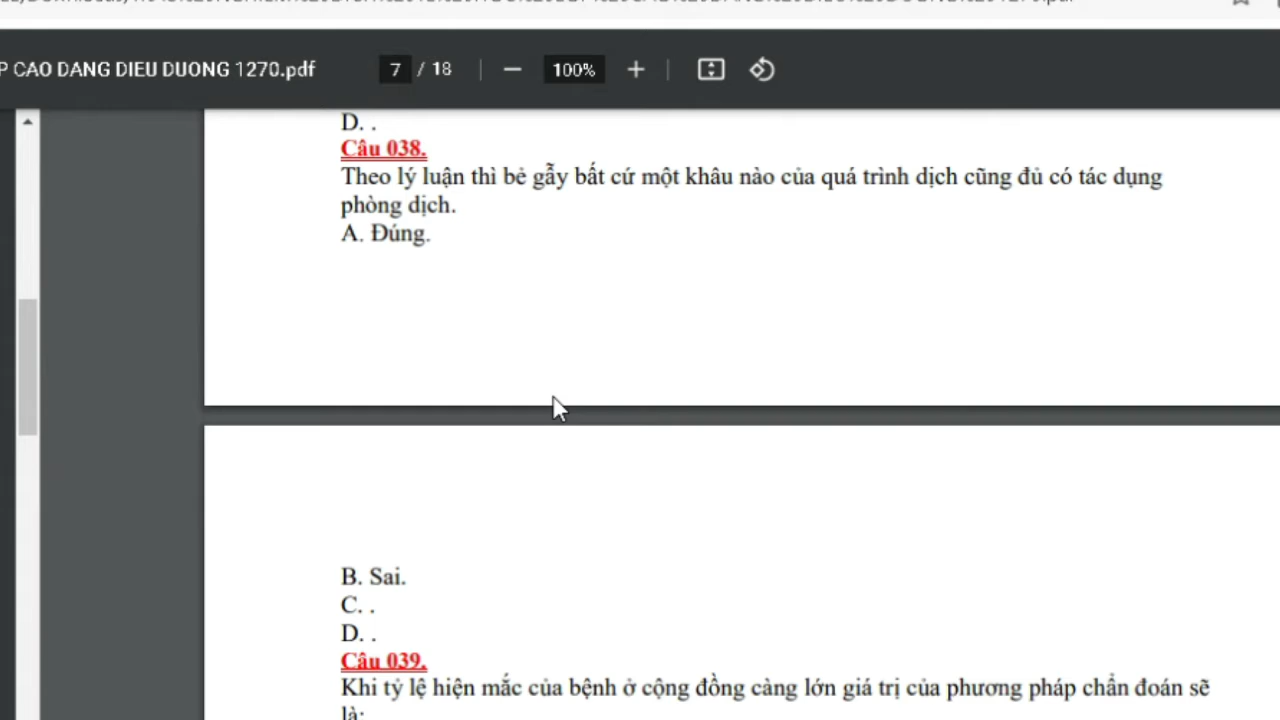 P CAO DANG DIEU DUONG 1270.pdf
7 / 18
100%
D. .
Câu 038.
Theo lý luận thì bẻ gẫy bất cứ một khâu nào của quá trình dịch cũng đủ có tác dụng
phòng dịch.
A. Đúng.
B. Sai.
C. .
D. .
Câu 039.
Khi tỷ lệ hiện mắc của bệnh ở cộng đồng càng lớn giá trị của phương pháp chẩn đoán sẽ
là: